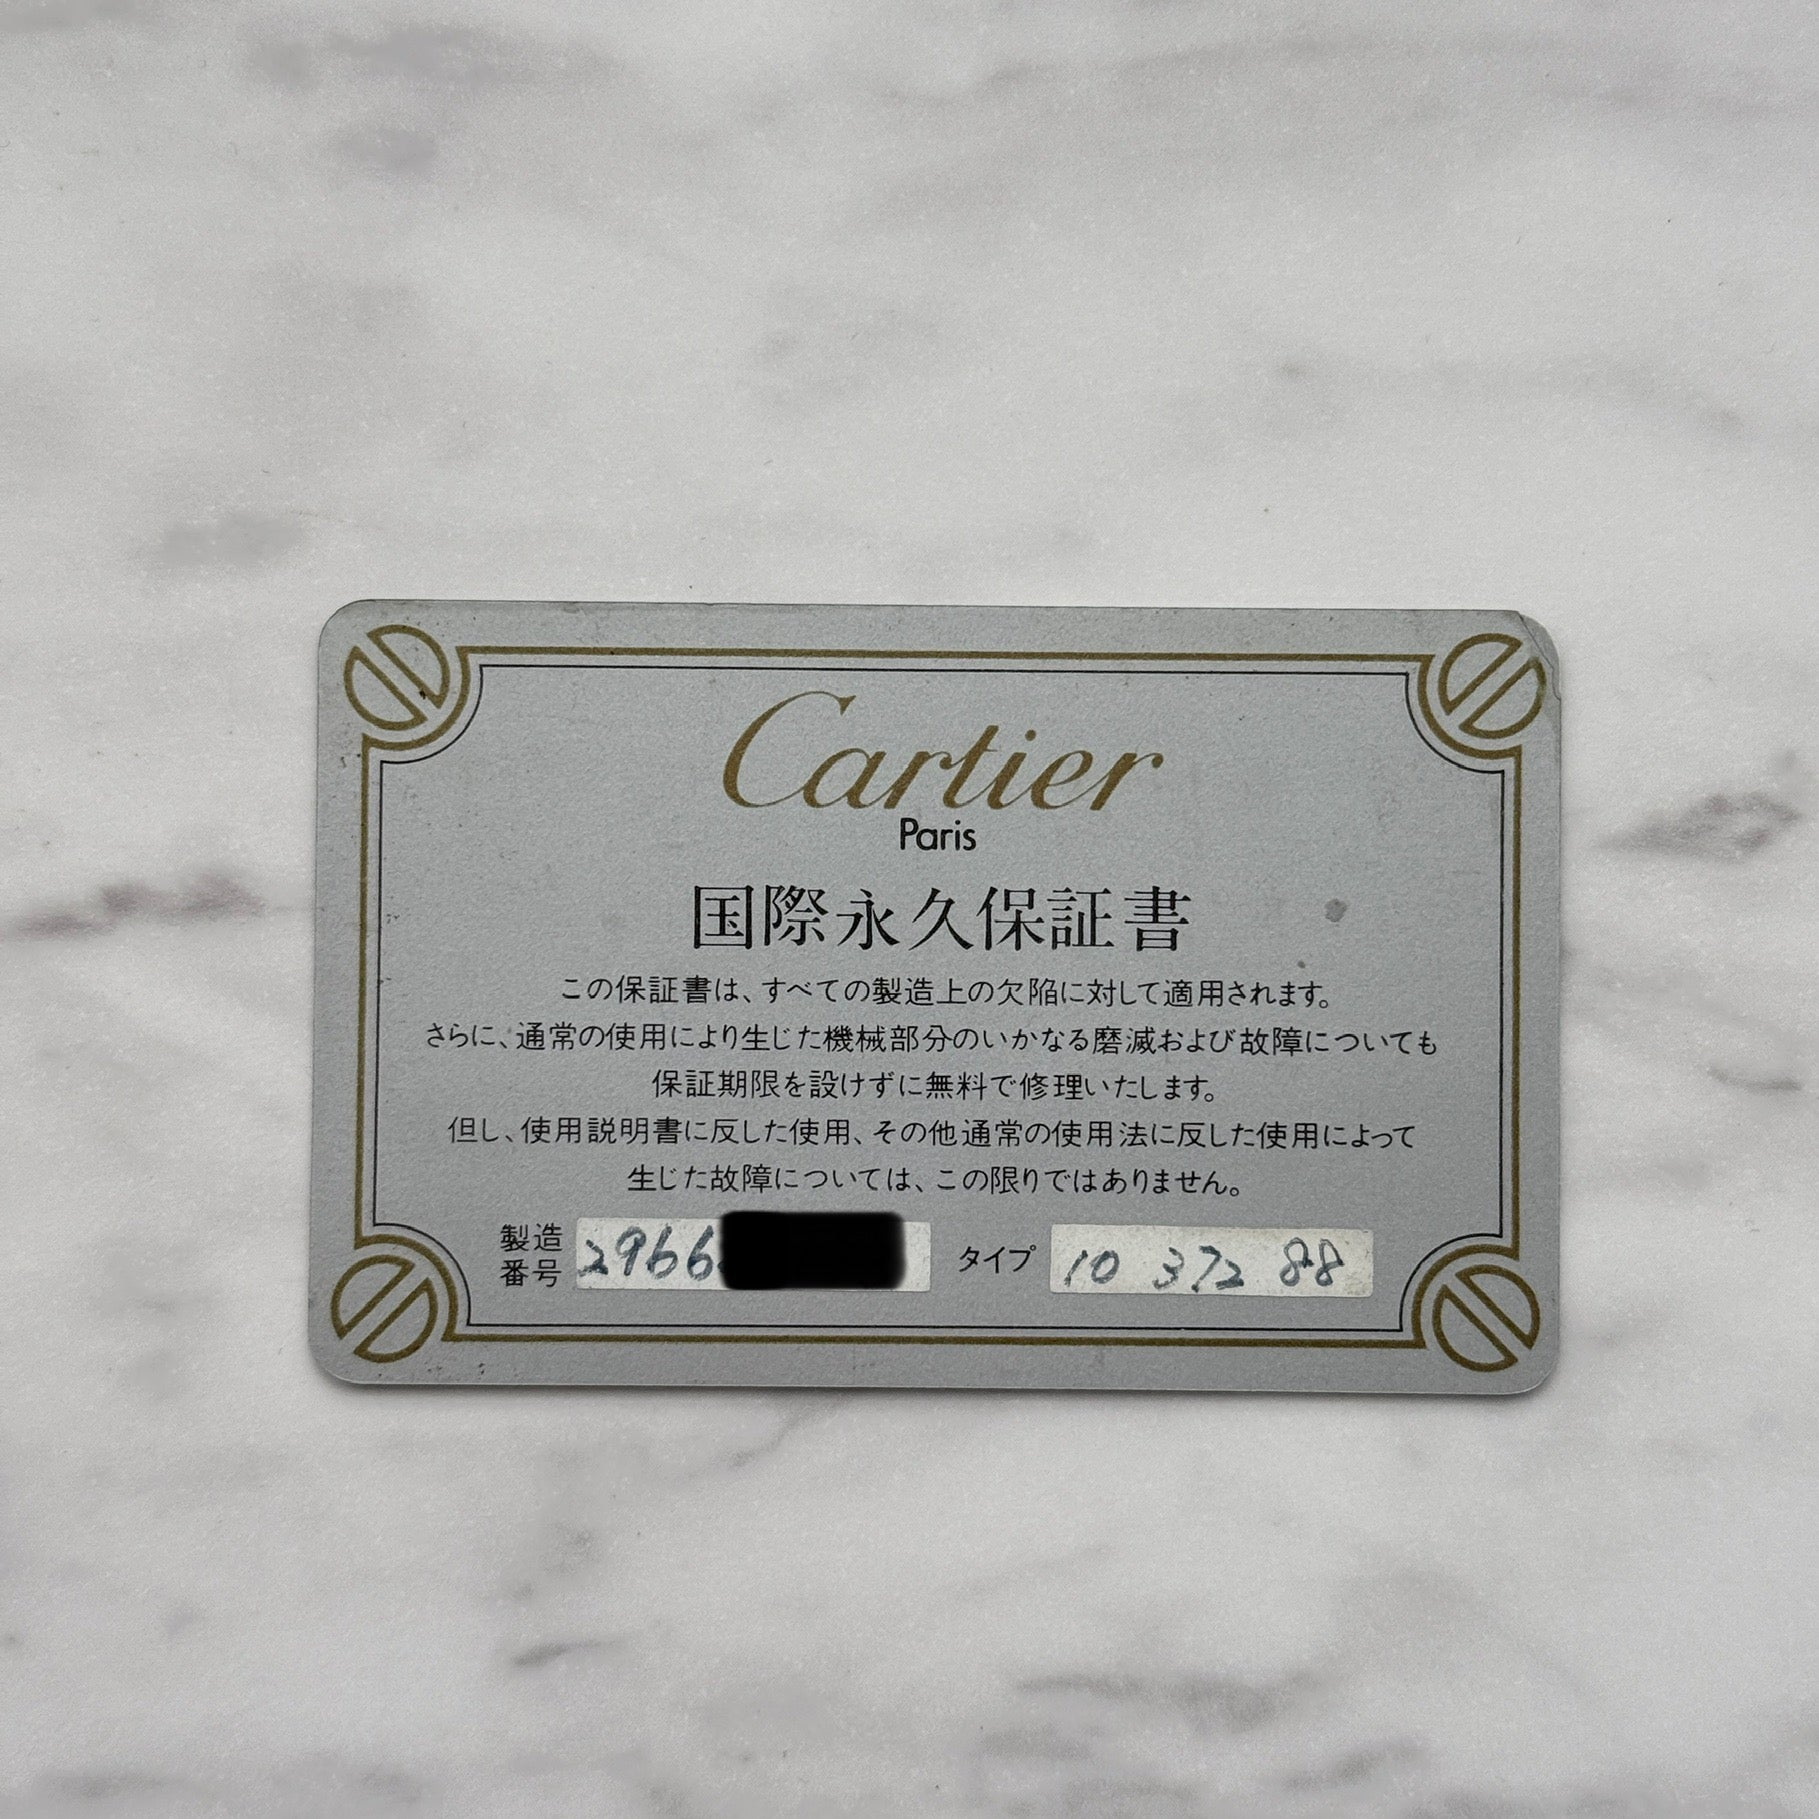 Cartier
Paris
国際永久保証書
この保証書は、すべての製造上の欠陥に対して適用されます。
さらに、通常の使用により生じた機械部分のいかなる磨滅および故障についても
保証期限を設けずに無料で修理いたします。
但し、使用説明書に反した使用、その他通常の使用法に反した使用によって
生じた故障については、この限りではありません。
製造番号 2966 タイプ 10 372 88